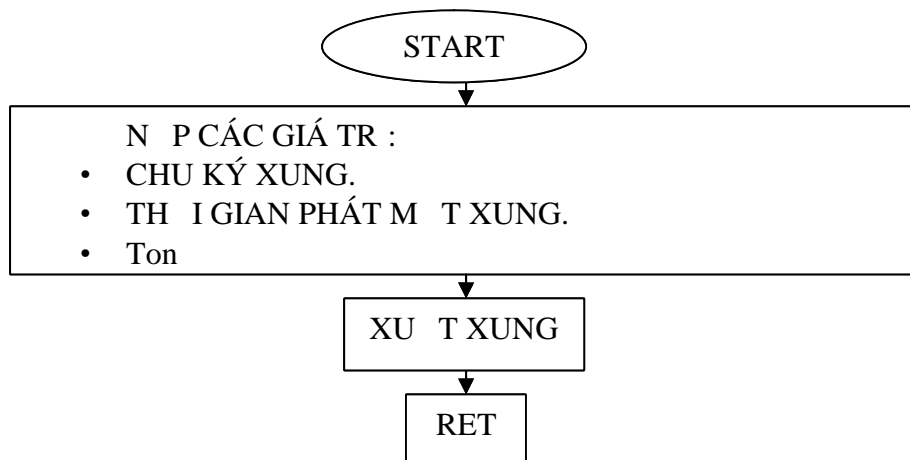 START
N P CÁC GIÁ TR :
• CHU KÝ XUNG.
• TH I GIAN PHÁT M T XUNG.
• Ton
XU T XUNG
RET